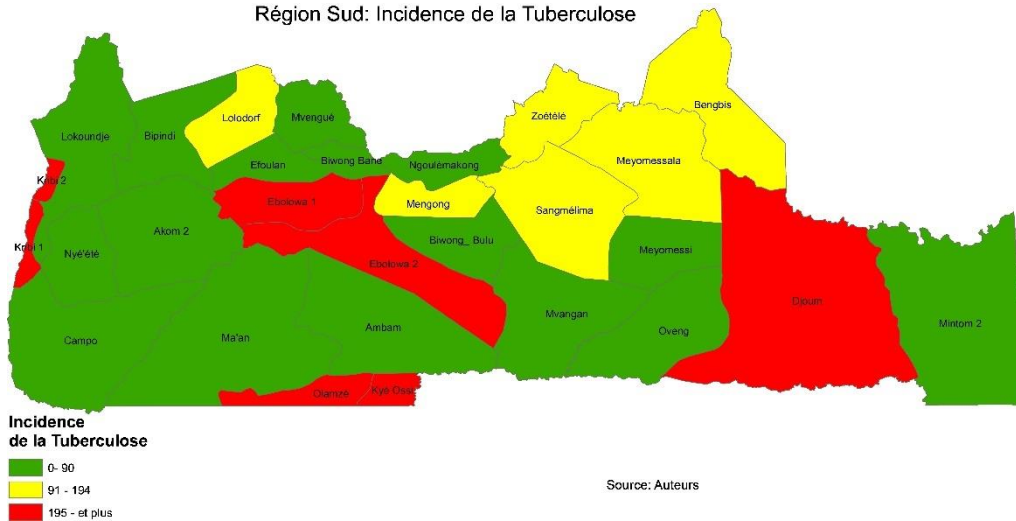 Région Sud: Incidence de la Tuberculose
Bengbis
Zoétélé
Lolodorf
Mvengué
Lokoundje
Bipindi
Meyomessala
Efoulan
Biwong Bane
Ngoulemakong
Kribi 2
Ebolowa 1
Mengong
Sangmélima
Akom 2
Kribi 1
Nyé'été
Biwong_ Bulu
Meyomessi
Ebolowa 2
Djoum
Mvangan
Mintom 2
Campo
Ma'an
Ambam
Oveng
Olamzé
Kyé Ossi
Incidence
de la Tuberculose
0- 90
91 - 194
195 - et plus
Source: Auteurs